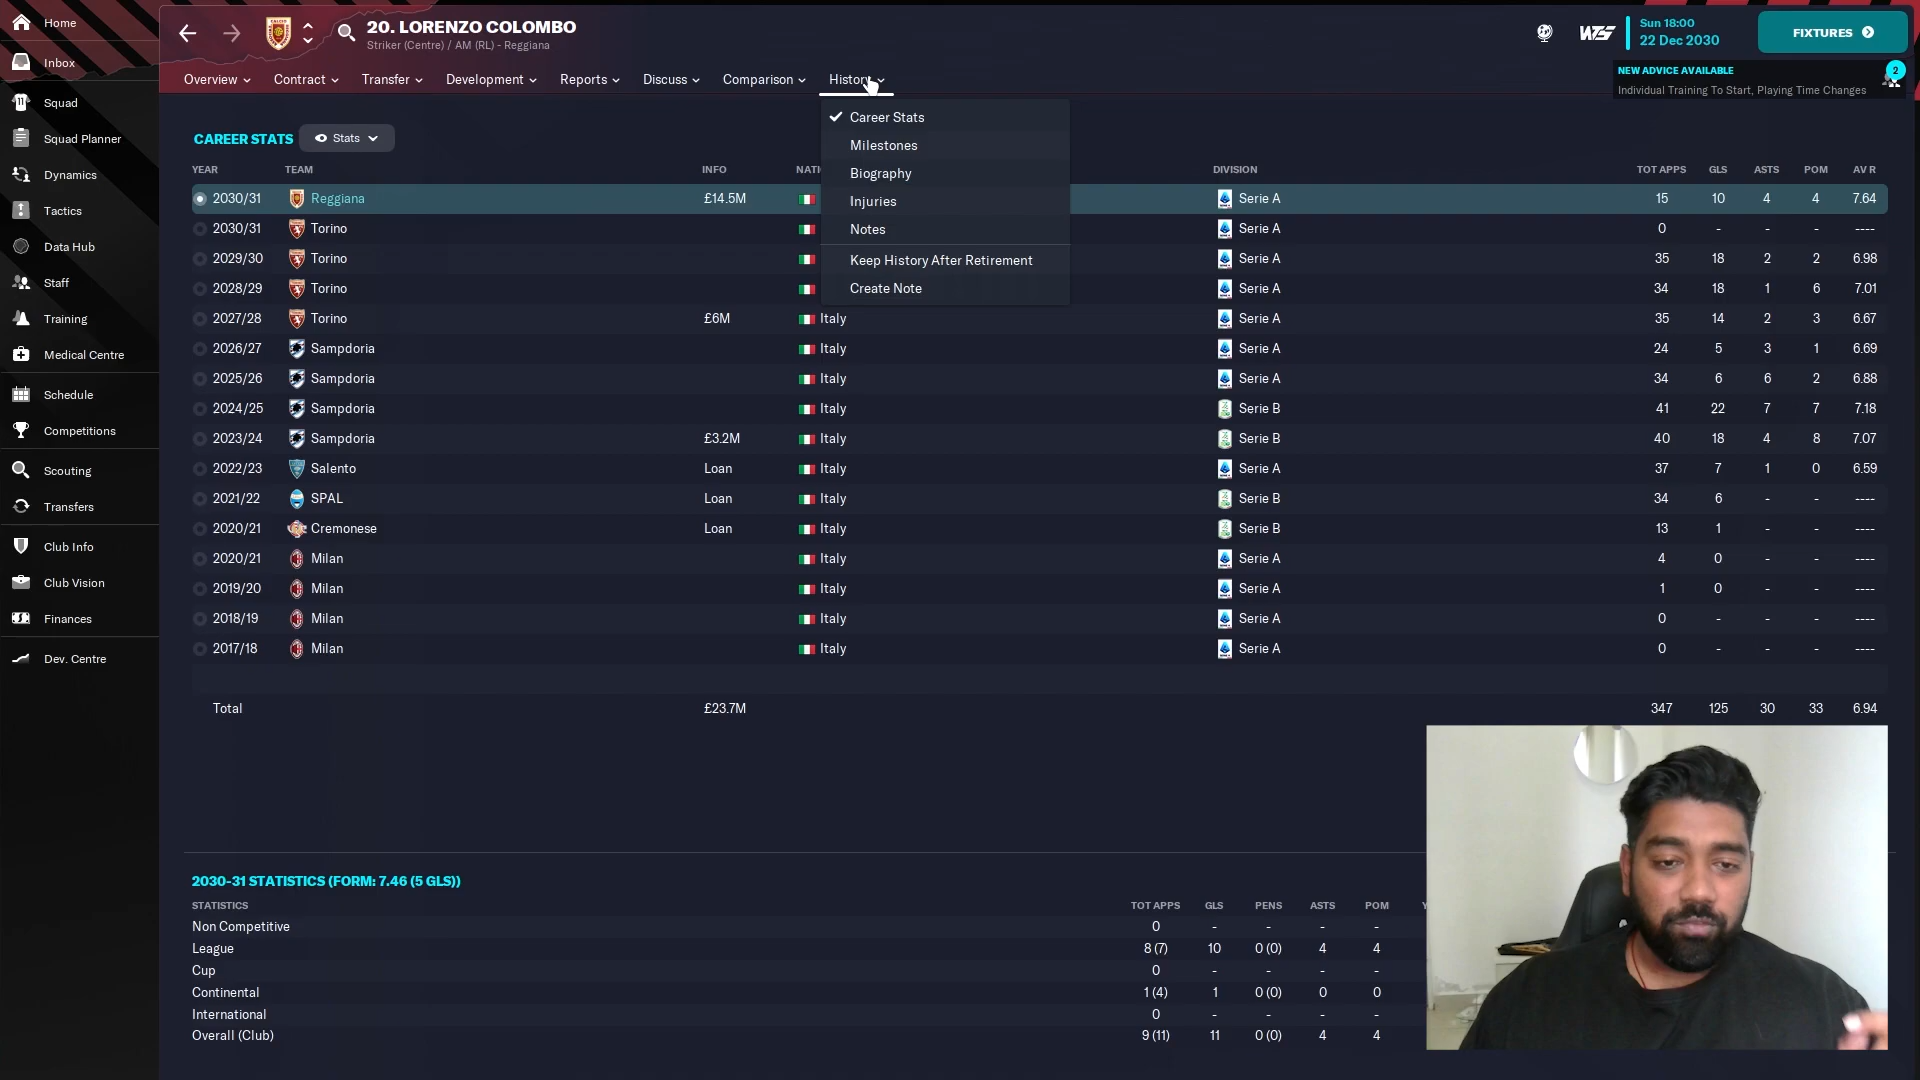 Home
Inbox
Squad
Squad Planner
Dynamics
Tactics
Data Hub
Staff
Training
Medical Centre
Schedule
Competitions
Scouting
Transfers
Club Info
Club Vision
Finances
Dev. Centre
20. LORENZO COLOMBO
Striker (Centre) / AM (RL) - Reggiana
Sun 18:00
22 Dec 2030
FIXTURES
NEW ADVICE AVAILABLE 2
Individual Training To Start, Playing Time Changes
Overview Contract Transfer Development Reports Discuss Comparison History
Career Stats
Milestones
Biography
Injuries
Notes
Keep History After Retirement
Create Note
CAREER STATS Stats
YEAR TEAM INFO NATI DIVISION TOT APPS GLS ASTS POM AV R
2030/31 Reggiana £14.5M Serie A 15 10 4 4 7.64
2030/31 Torino Serie A 0 - - - ----
2029/30 Torino Serie A 35 18 2 2 6.98
2028/29 Torino Serie A 34 18 1 6 7.01
2027/28 Torino £6M Italy Serie A 35 14 2 3 6.67
2026/27 Sampdoria Italy Serie A 24 5 3 1 6.69
2025/26 Sampdoria Italy Serie A 34 6 6 2 6.88
2024/25 Sampdoria Italy Serie B 41 22 7 7 7.18
2023/24 Sampdoria £3.2M Italy Serie B 40 18 4 8 7.07
2022/23 Salento Loan Italy Serie A 37 7 1 0 6.59
2021/22 SPAL Loan Italy Serie B 34 6 - - ----
2020/21 Cremonese Loan Italy Serie B 13 1 - - ----
2020/21 Milan Italy Serie A 4 0 - - ----
2019/20 Milan Italy Serie A 1 0 - - ----
2018/19 Milan Italy Serie A 0 - - - ----
2017/18 Milan Italy Serie A 0 - - - ----
Total £23.7M 347 125 30 33 6.94
2030-31 STATISTICS (FORM: 7.46 (5 GLS))
STATISTICS TOT APPS GLS PENS ASTS POM Y
Non Competitive 0 - - - -
League 8 (7) 10 0 (0) 4 4
Cup 0 - - - -
Continental 1 (4) 1 0 (0) 0 0
International 0 - - - -
Overall (Club) 9 (11) 11 0 (0) 4 4